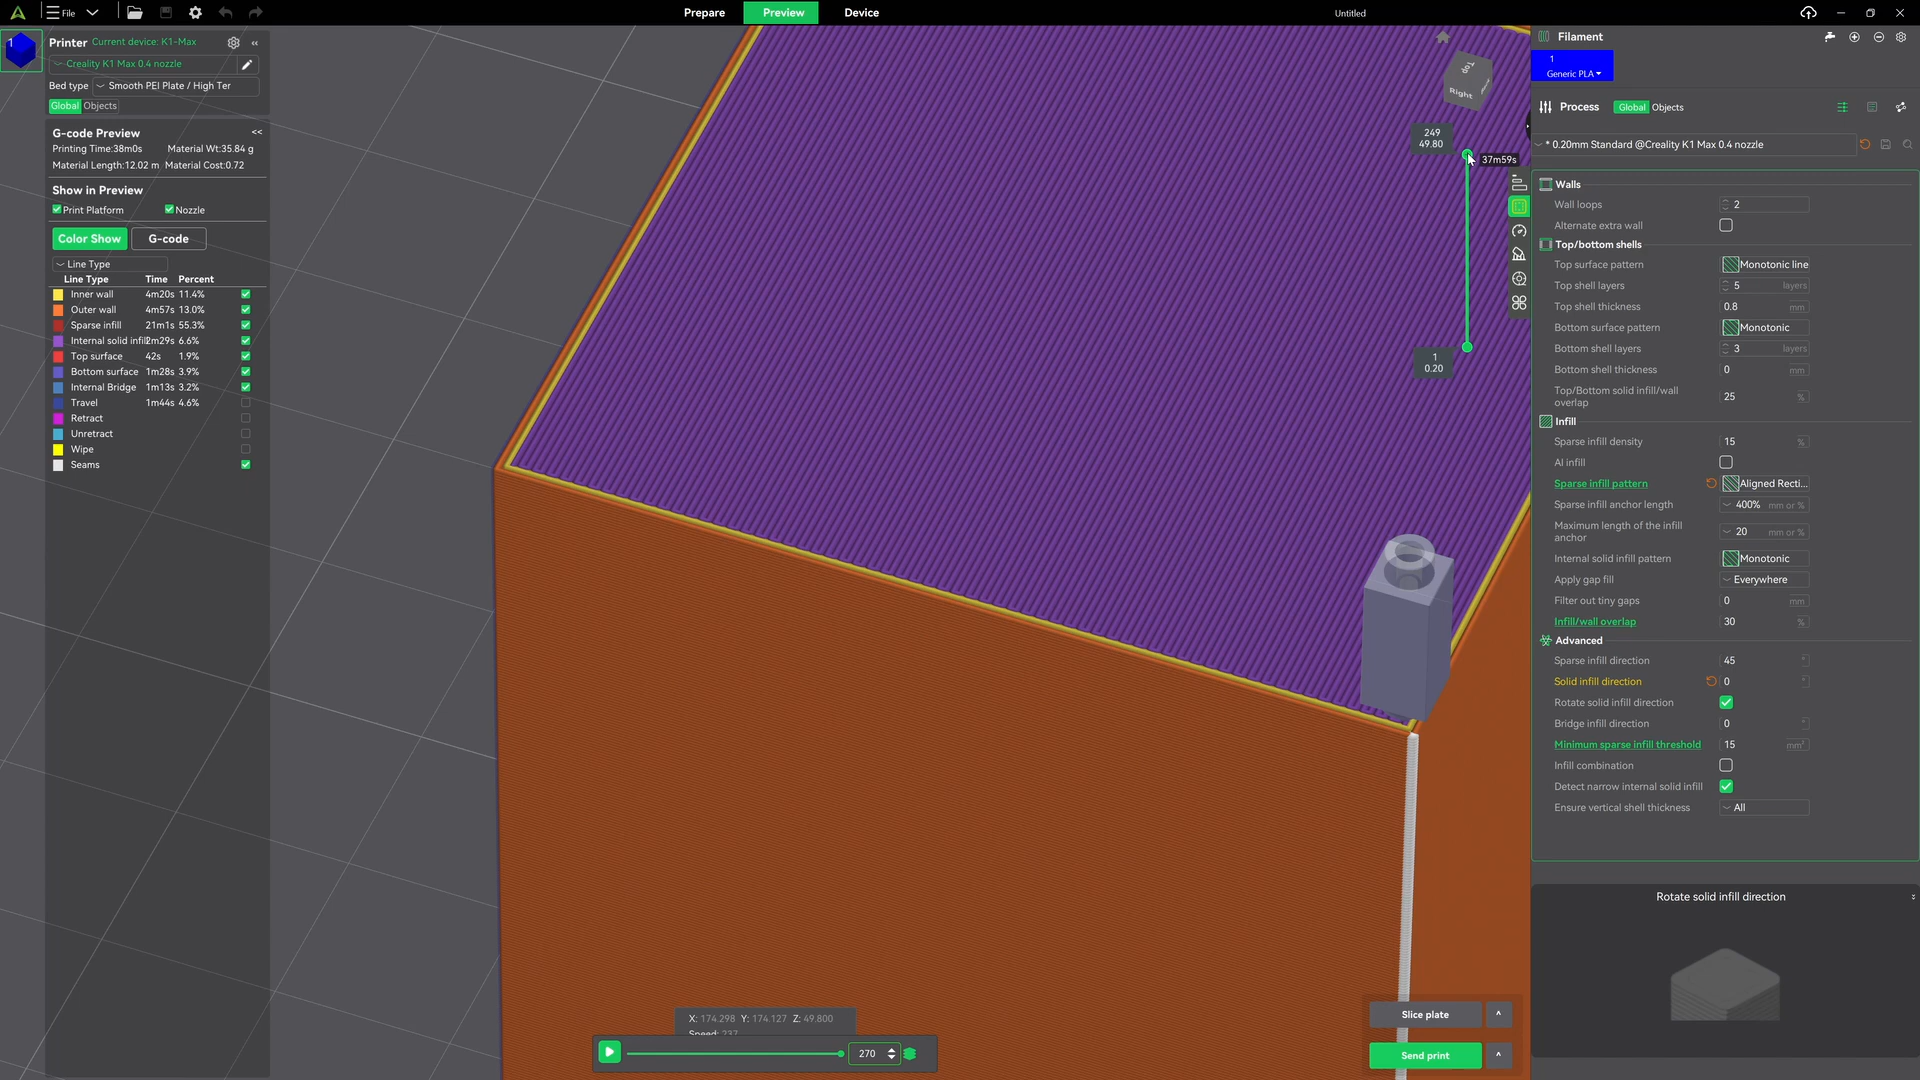 File
Prepare
Preview
Device
Untitled
1
Printer
Current device: K1-Max
Creality K1 Max 0.4 nozzle
Bed type
Smooth PEI Plate / High Ter
Global
Objects
G-code Preview
<<
Printing Time:38m0s
Material Wt:35.84 g
Material Length:12.02 m
Material Cost:0.72
Show in Preview
Print Platform
Nozzle
Color Show
G-code
Line Type
Line Type Time Percent
Inner wall 4m20s 11.4%
Outer wall 4m57s 13.0%
Sparse infill 21m1s 55.3%
Internal solid infill 2m29s 6.6%
Top surface 42s 1.9%
Bottom surface 1m28s 3.9%
Internal Bridge 1m13s 3.2%
Travel 1m44s 4.6%
Retract
Unretract
Wipe
Seams
Top
Right
249
49.80
37m59s
1
0.20
X: 174.298 Y: 174.127 Z: 49.800
Speed: 237
270
Slice plate
Send print
Filament
1
Generic PLA
Process
Global
Objects
* 0.20mm Standard @Creality K1 Max 0.4 nozzle
Walls
Wall loops 2
Alternate extra wall
Top/bottom shells
Top surface pattern Monotonic line
Top shell layers 5 layers
Top shell thickness 0.8 mm
Bottom surface pattern Monotonic
Bottom shell layers 3 layers
Bottom shell thickness 0 mm
Top/Bottom solid infill/wall
overlap 25 %
Infill
Sparse infill density 15 %
AI infill
Sparse infill pattern Aligned Recti...
Sparse infill anchor length 400% mm or %
Maximum length of the infill
anchor 20 mm or %
Internal solid infill pattern Monotonic
Apply gap fill Everywhere
Filter out tiny gaps 0 mm
Infill/wall overlap 30 %
Advanced
Sparse infill direction 45 °
Solid infill direction 0 °
Rotate solid infill direction
Bridge infill direction 0 °
Minimum sparse infill threshold 15 mm²
Infill combination
Detect narrow internal solid infill
Ensure vertical shell thickness All
Rotate solid infill direction